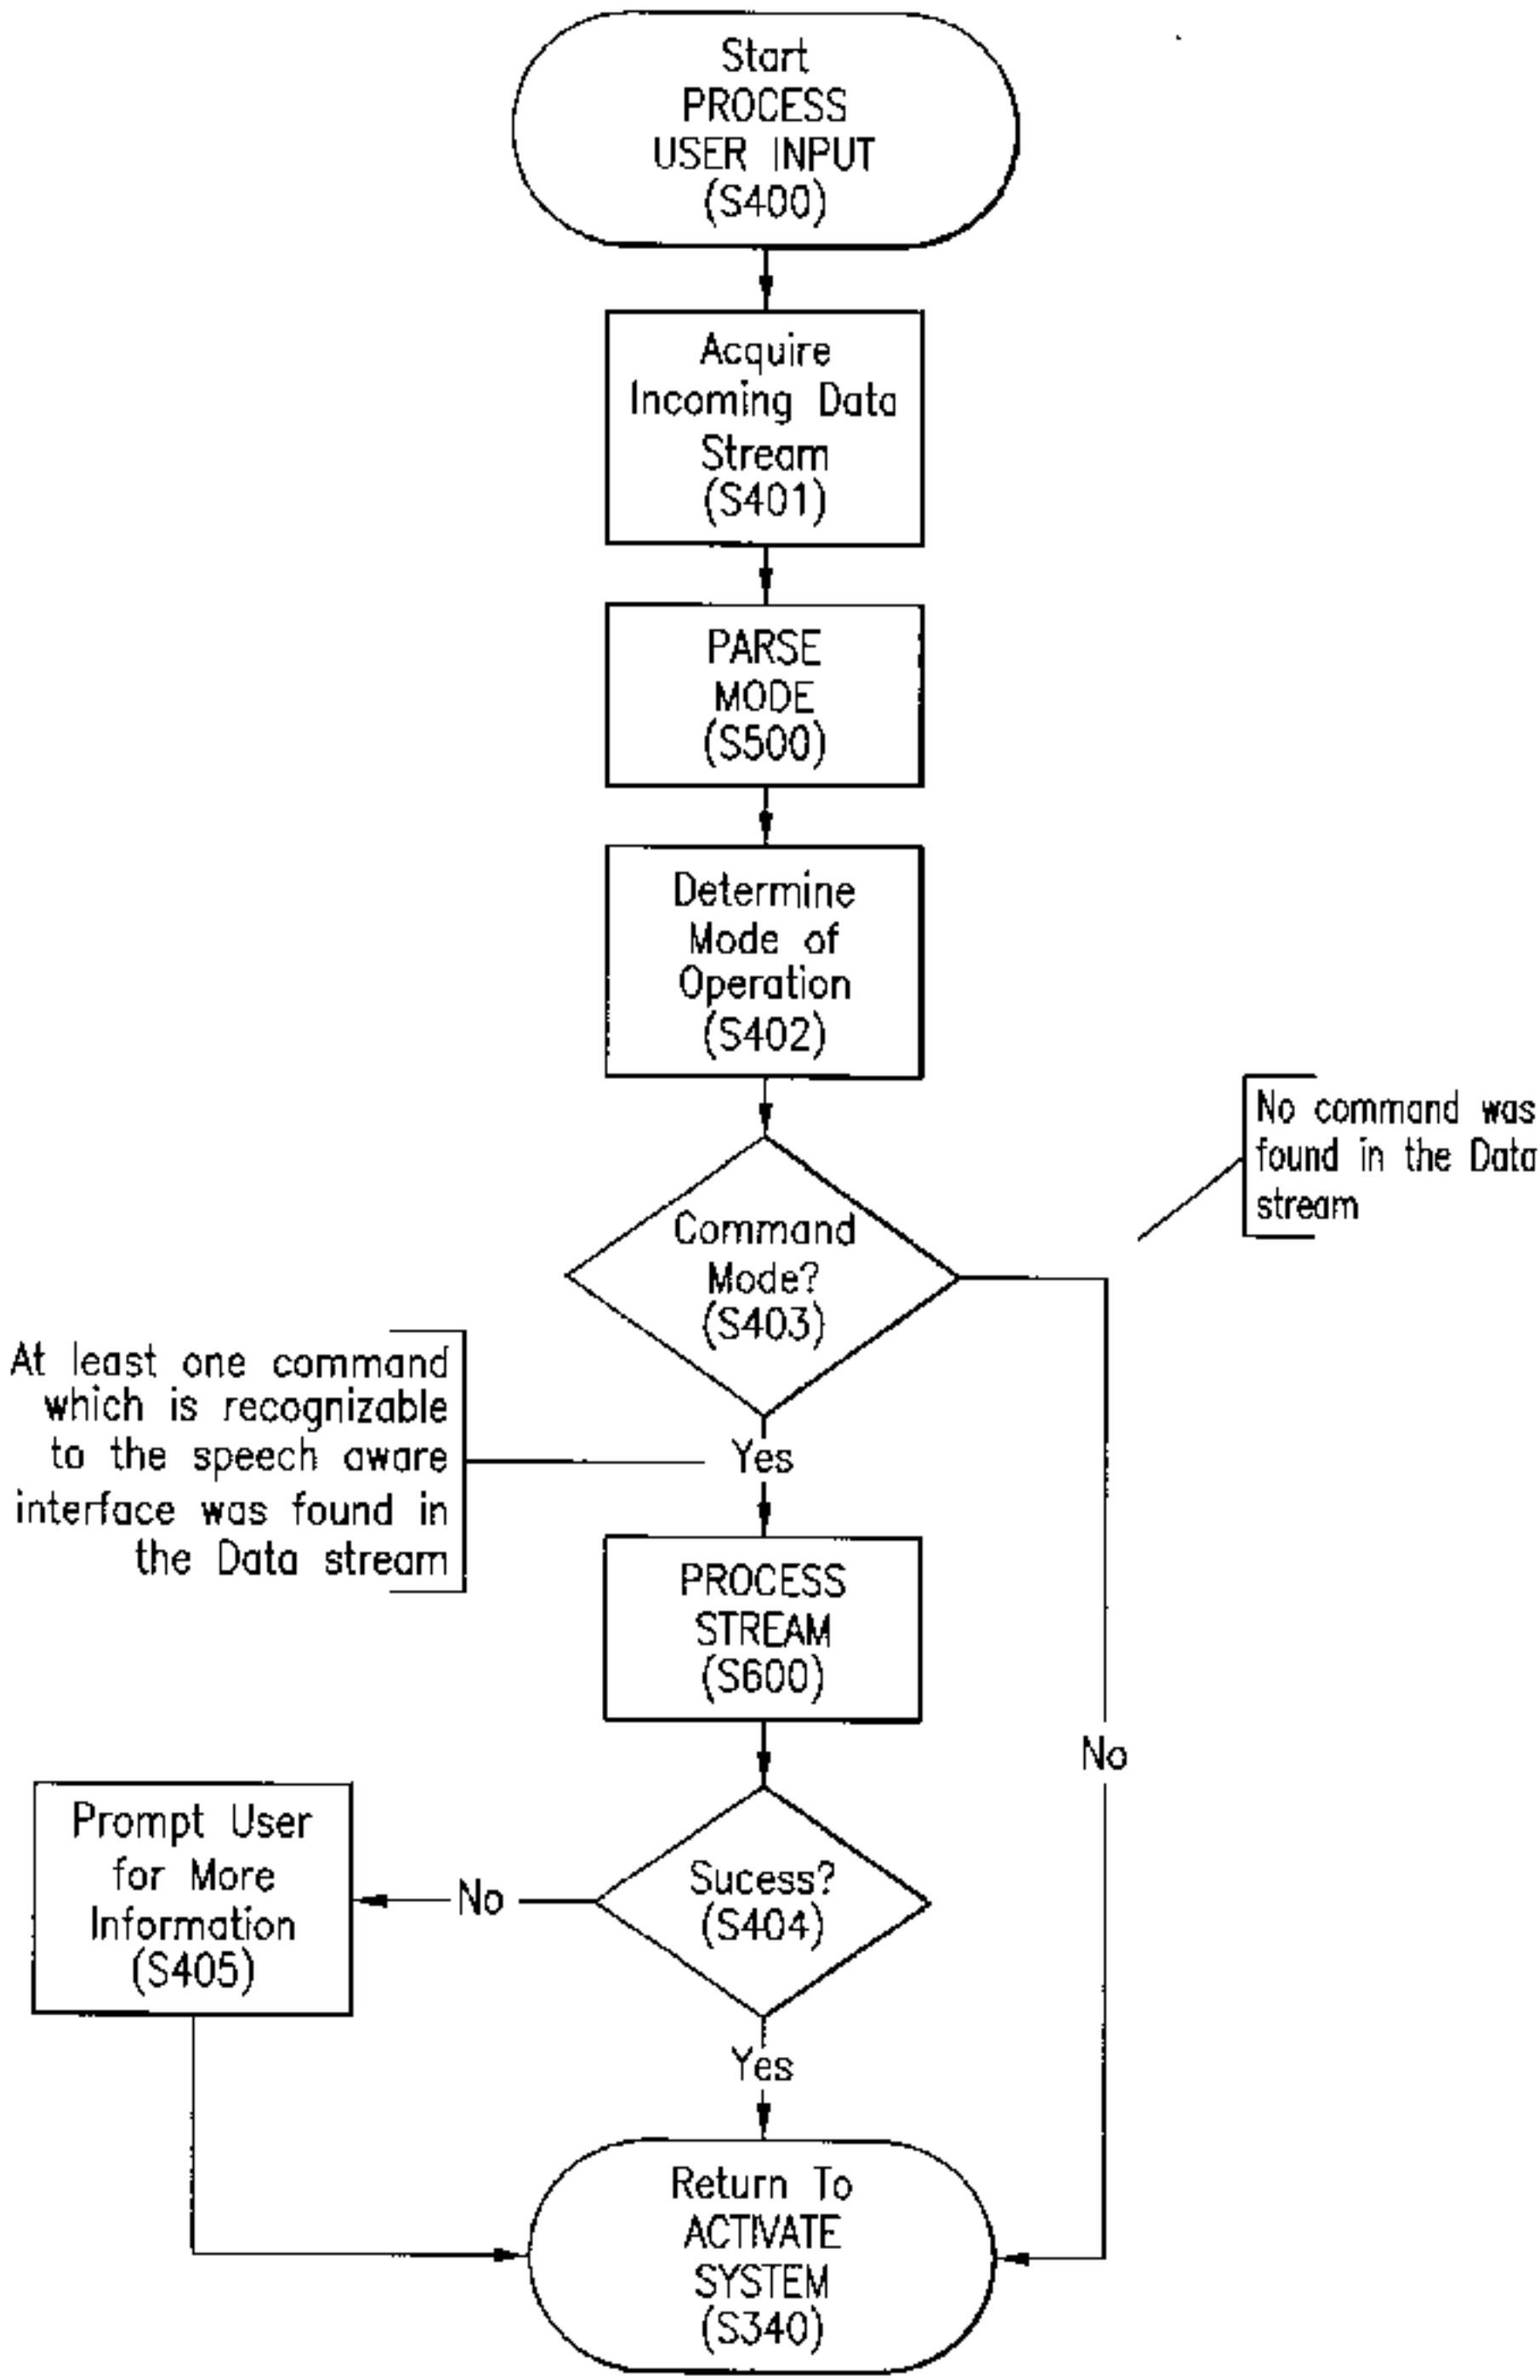 Start
PROCESS
USER INPUT
(S400)
Acquire
Incoming Data
Stream
(S401)
PARSE
MODE
(S500)
Determine
Mode of
Operation
(S402)
No command was
found in the Data
stream
Command
Mode?
(S403)
At least one command
which is recognizable
to the speech aware
interface was found in
the Data stream
Yes
PROCESS
STREAM
(S600)
No
Prompt User
for More
Information
(S405)
No
Sucess?
(S404)
Yes
Return To
ACTIVATE
SYSTEM
(S340)